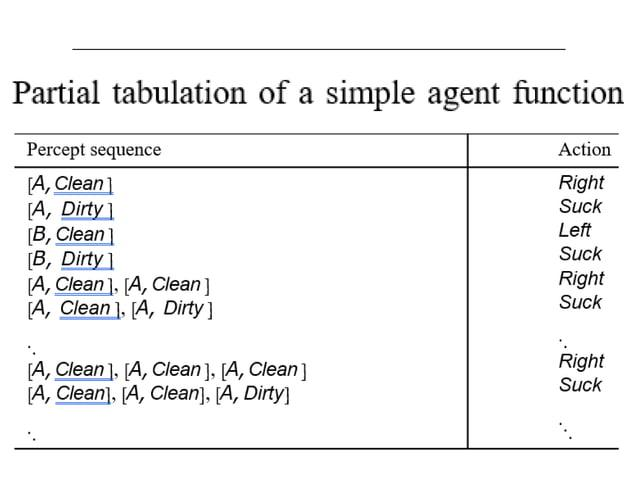 Partial tabulation of a simple agent function
Percept sequence Action
[A, Clean ] Right
[A, Dirty ] Suck
[B, Clean ] Left
[B, Dirty ] Suck
[A, Clean ], [A, Clean ] Right
[A, Clean ], [A, Dirty ] Suck
⋱ ⋱
[A, Clean ], [A, Clean ], [A, Clean ] Right
[A, Clean], [A, Clean], [A, Dirty] Suck
⋱ ⋱